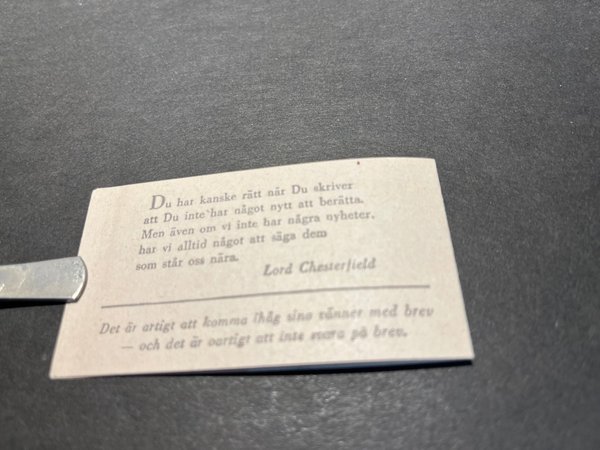 Du har kanske rätt när Du skriver
att Du inte har något nytt att berätta.
Men även om vi inte har några nyheter,
har vi alltid något att säga dem
som står oss nära.
Lord Chesterfield
Det är artigt att komma ihåg sina vänner med brev
— och det är oartigt att inte svara på brev.